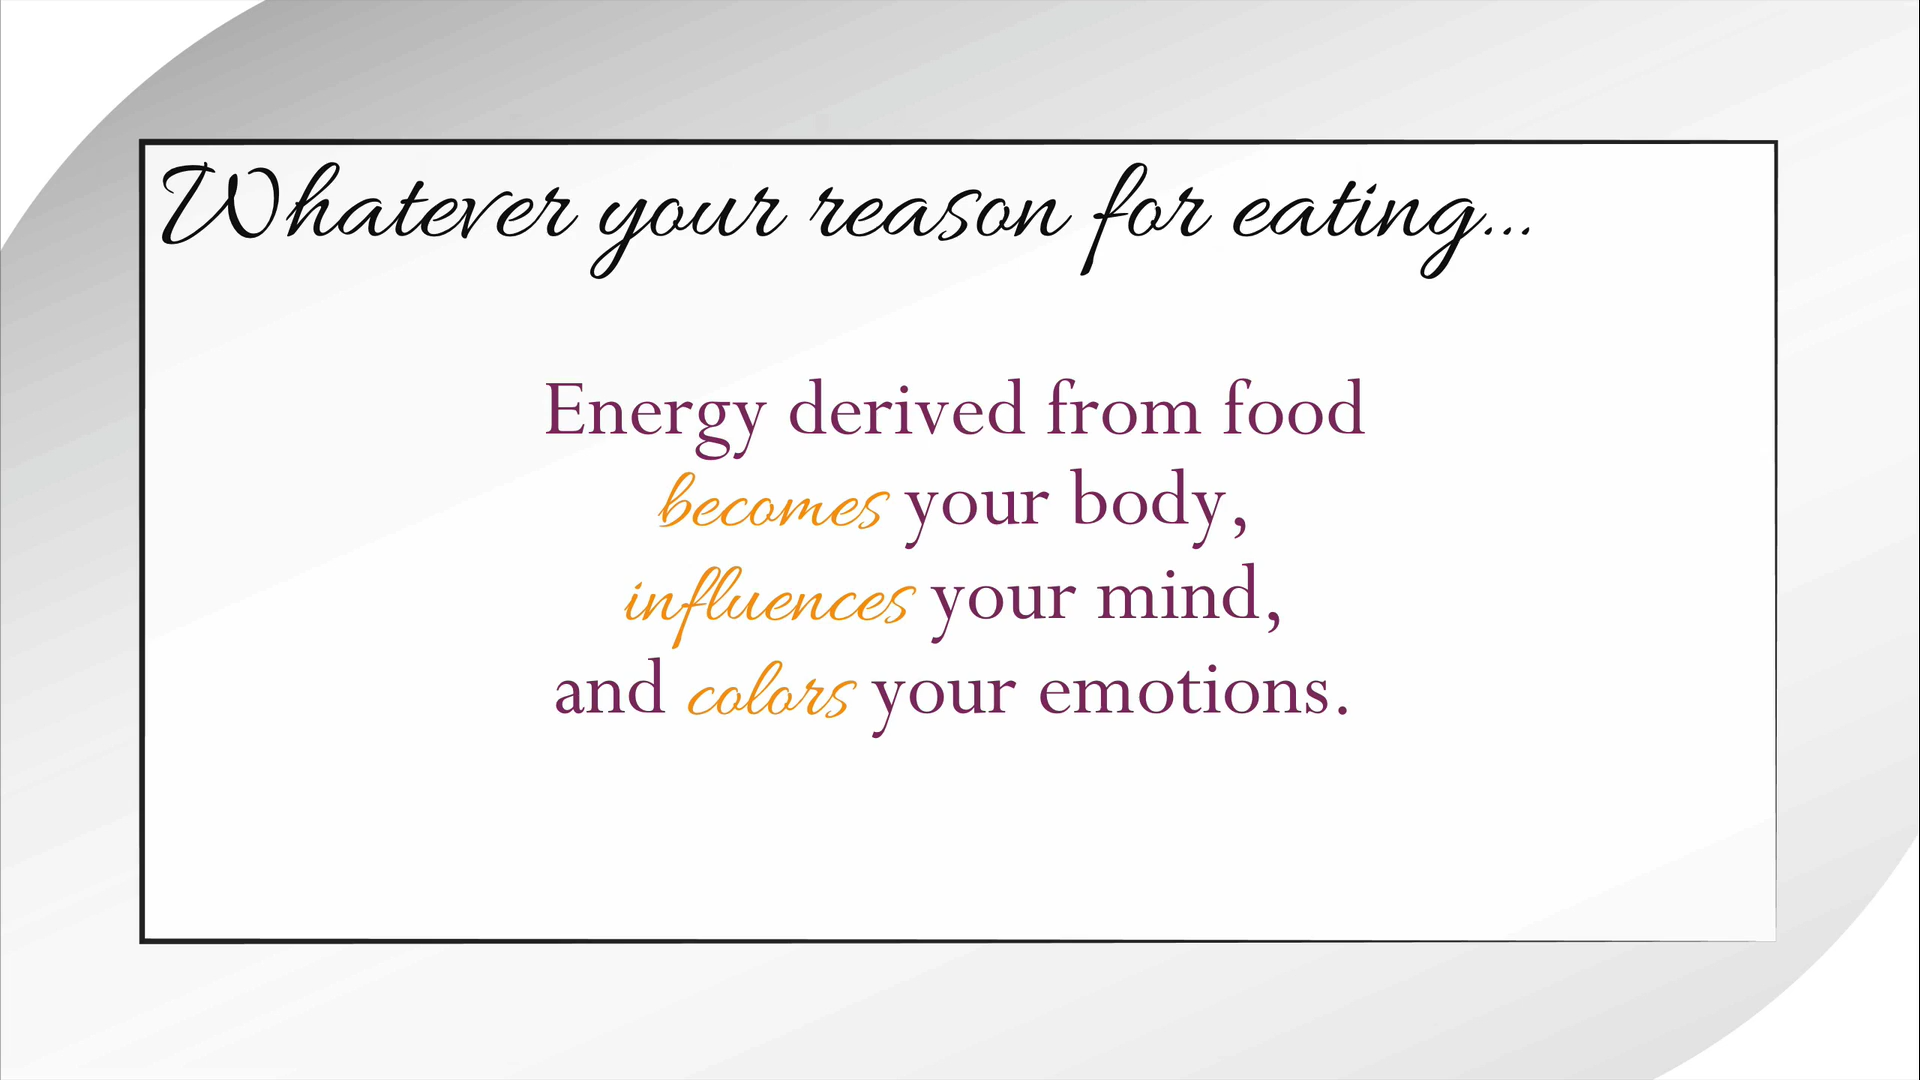 Whatever your reason for eating...
Energy derived from food
becomes your body,
influences your mind,
and colors your emotions.